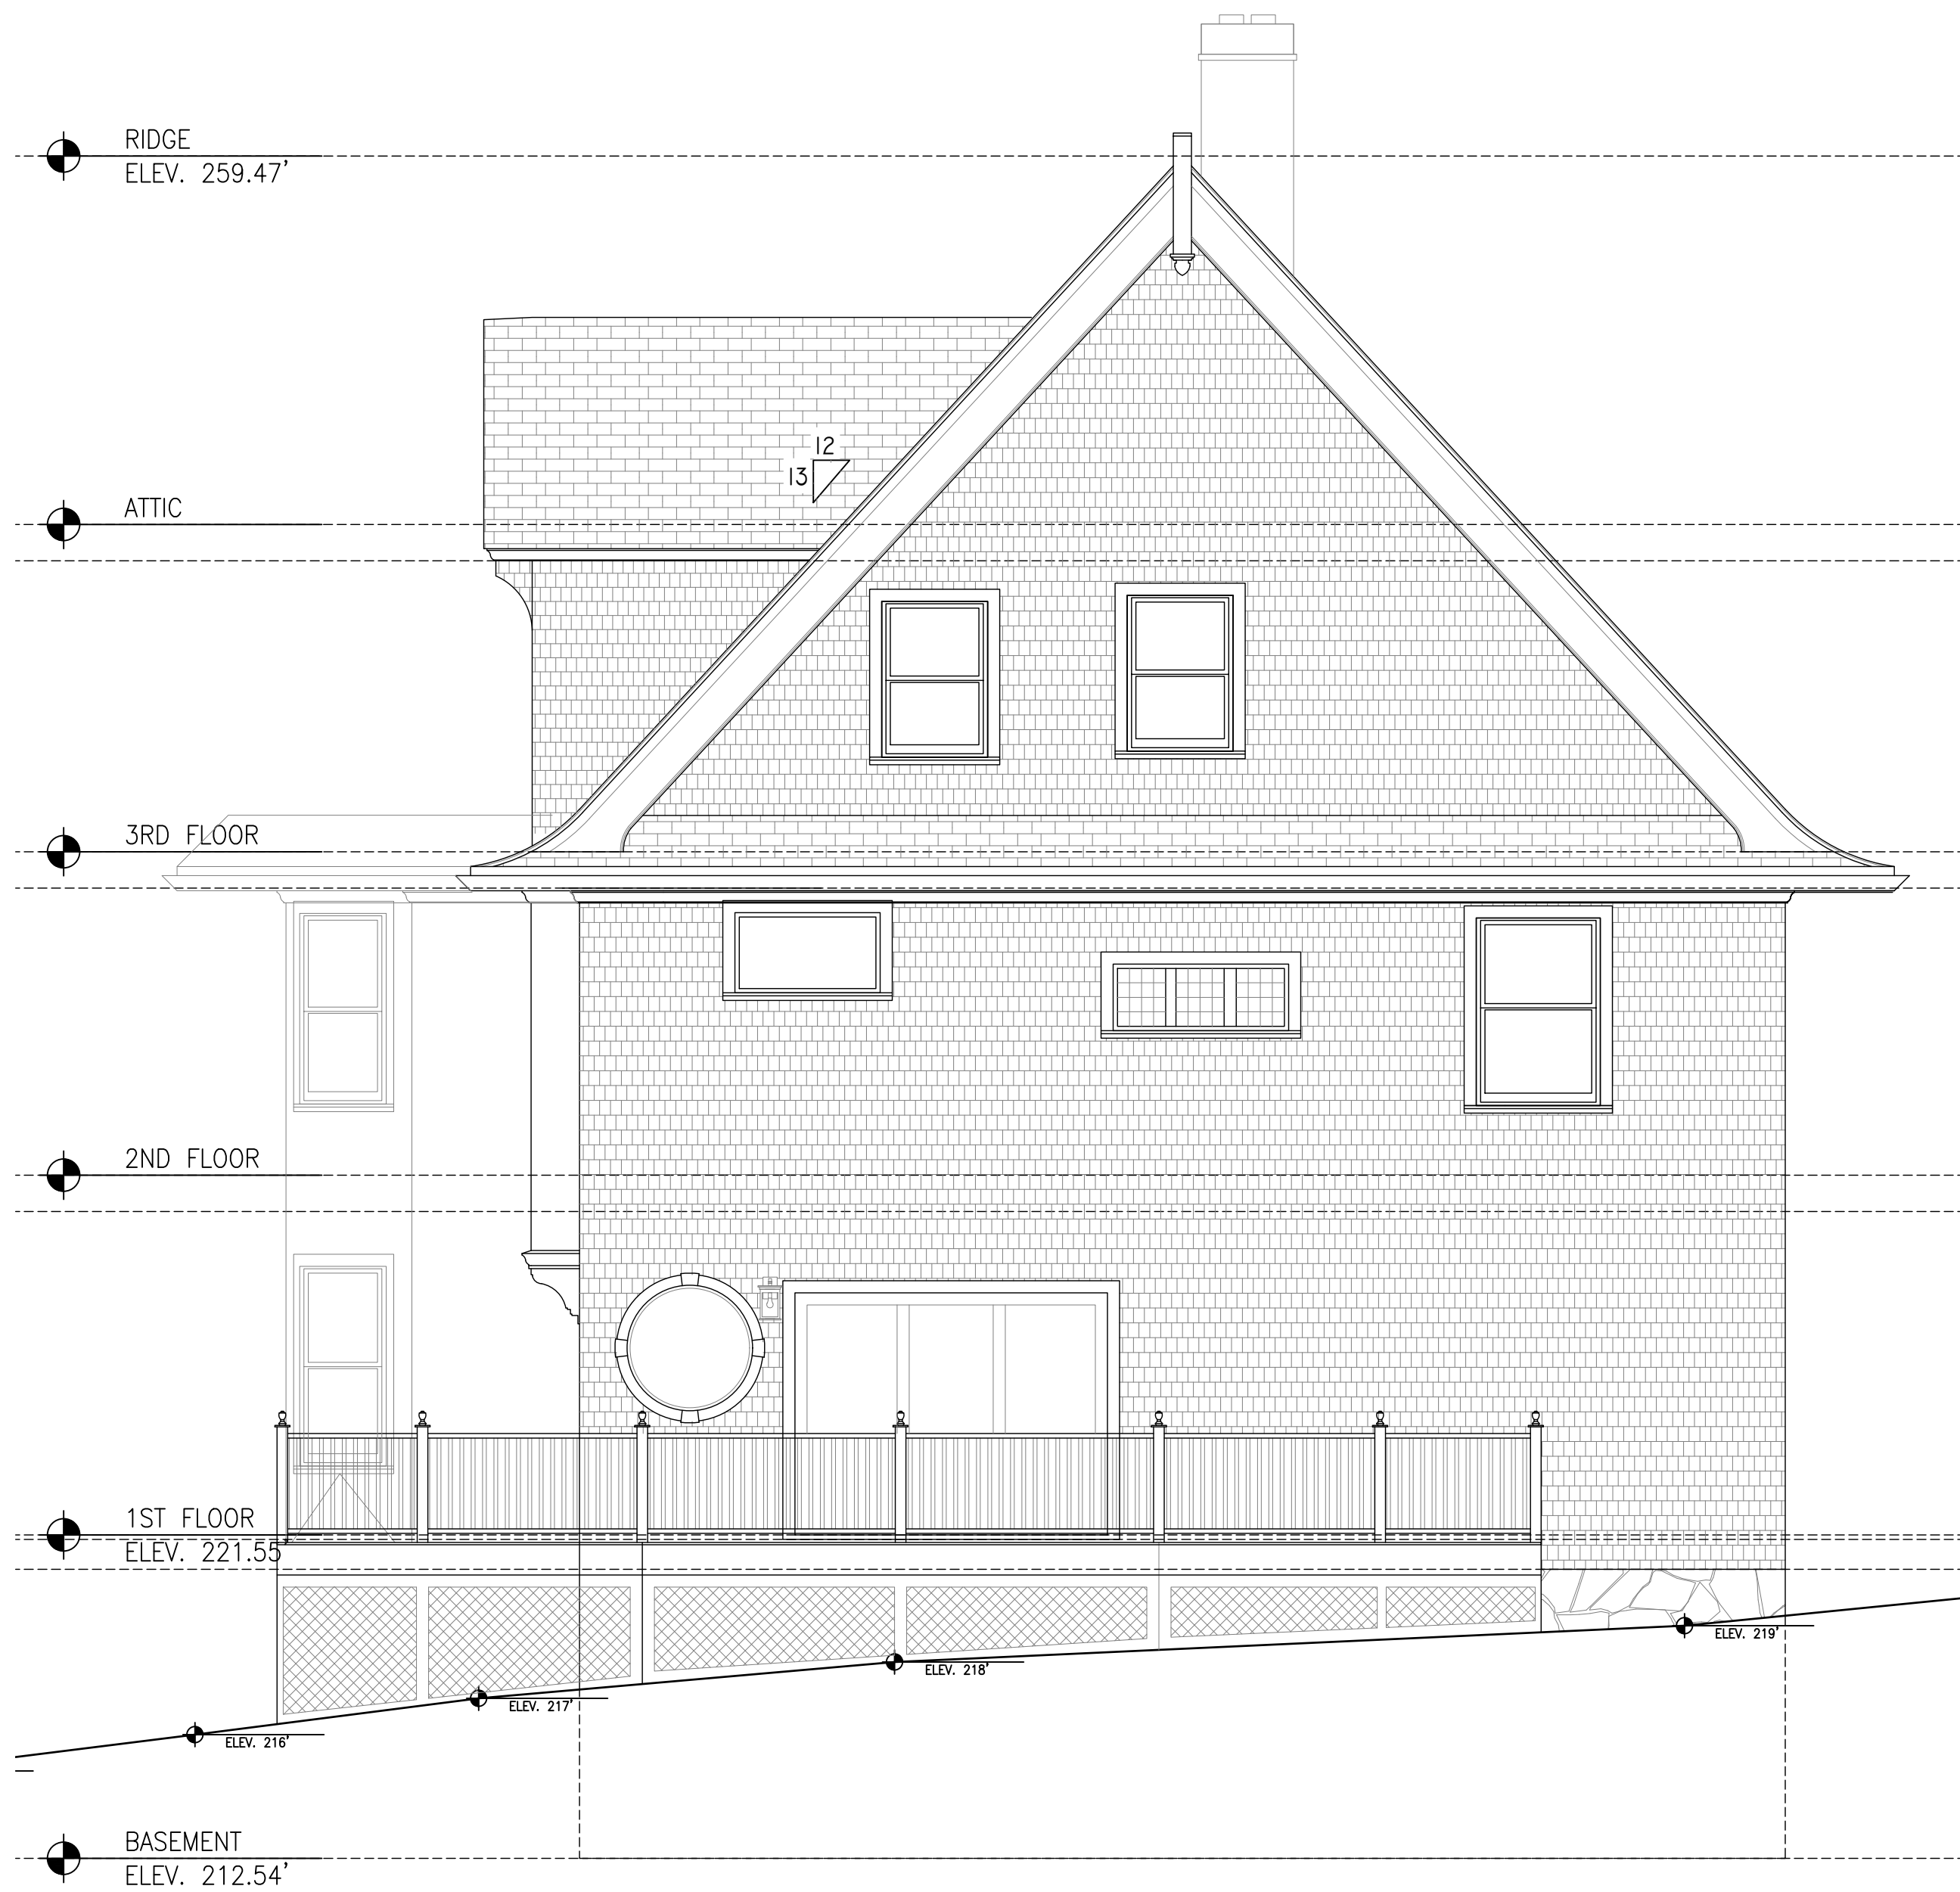 RIDGE
ELEV. 259.47'
12
13
ATTIC
3RD FLOOR
2ND FLOOR
1ST FLOOR
ELEV. 221.55
ELEV. 219'
ELEV. 218'
ELEV. 217'
ELEV. 216'
BASEMENT
ELEV. 212.54'